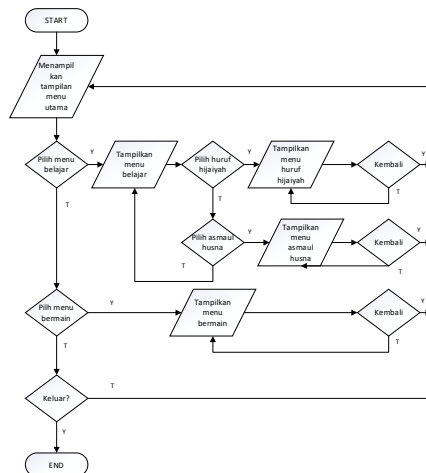 START
Menampil
kan
tampilan
menu
utama
Pilih menu
belajar
Y
Tampilkan
menu
belajar
Pilih huruf
hijaiyah
Y
Tampilkan
menu
huruf
hijaiyah
Kembali
Y
T
T
T
Pilih asmaul
husna
Y
Tampilkan
menu
asmaul
husna
Kembali
Y
T
T
Pilh menu
bermain
Y
Tampilkan
menu
bermain
Kembali
Y
T
T
Keluar?
T
Y
END